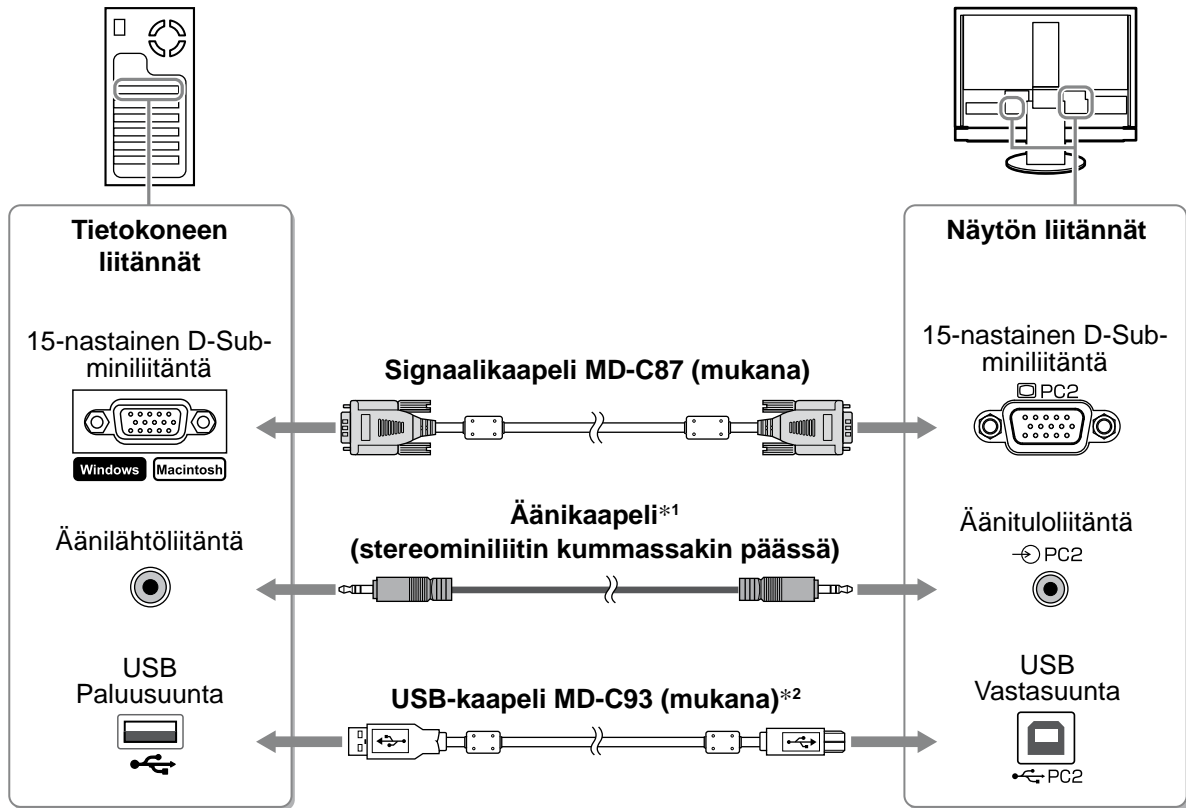 Tietokoneen
liitännät
Näytön liitännät
15-nastainen D-Sub-
miniliitäntä
Windows Macintosh
Signaalikaapeli MD-C87 (mukana)
15-nastainen D-Sub-
miniliitäntä
PC2
Äänilähtöliitäntä
Äänikaapeli*1
(stereominiliitin kummassakin päässä)
Äänituloliitäntä
PC2
USB
Paluusuunta
USB-kaapeli MD-C93 (mukana)*2
USB
Vastasuunta
PC2